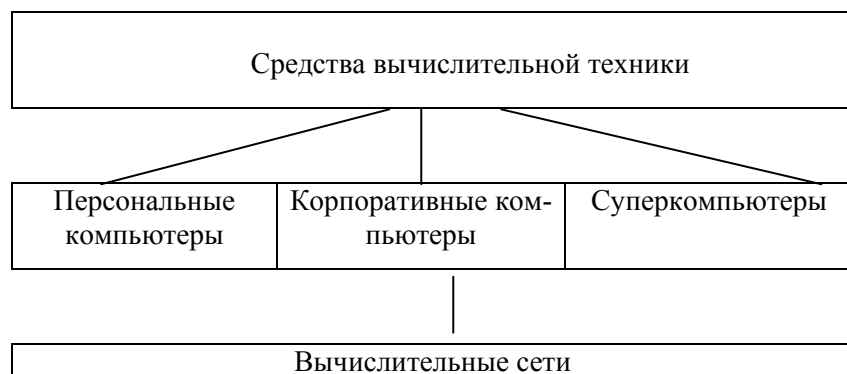 Средства вычислительной техники
Персональные
компьютеры
Корпоративные ком-
пьютеры
Суперкомпьютеры
Вычислительные сети